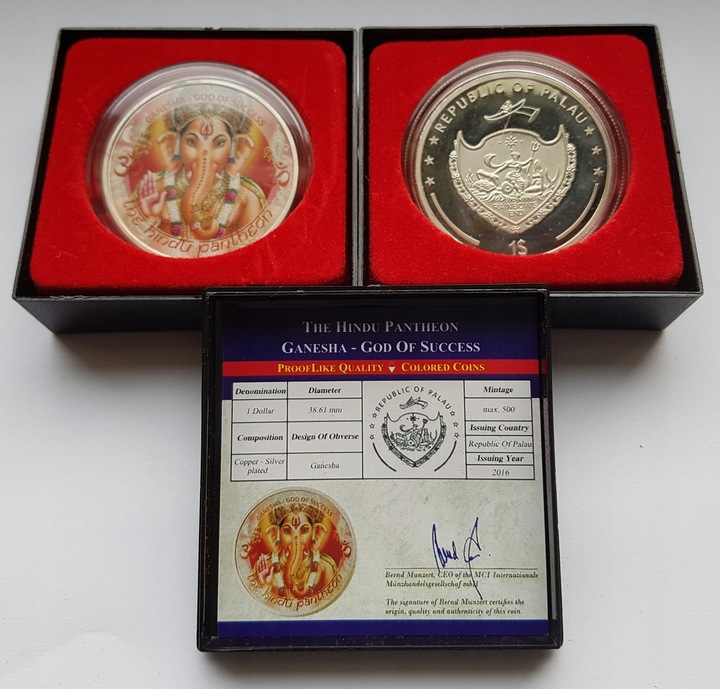 GANESHA - GOD OF SUCCESS
the hindu pantheon
REPUBLIC OF PALAU
RAINBOW'S
END
1$
THE HINDU PANTHEON
GANESHA - GOD OF SUCCESS
PROOFLIKE QUALITY COLORED COINS
Denomination Diameter Mintage
1 Dollar 38.61 mm max. 500
Composition Design Of Obverse Issuing Country
Copper - Silver plated Ganesha Republic Of Palau
Issuing Year
2016
REPUBLIC OF PALAU
GANESHA - GOD OF SUCCESS
the hindu pantheon
Bernd Munzert, CEO of the MCI Internationale
Münzhandelsgesellschaf mbH
The signature of Bernd Munzert certifies the
origin, quality and authenticity of this coin.